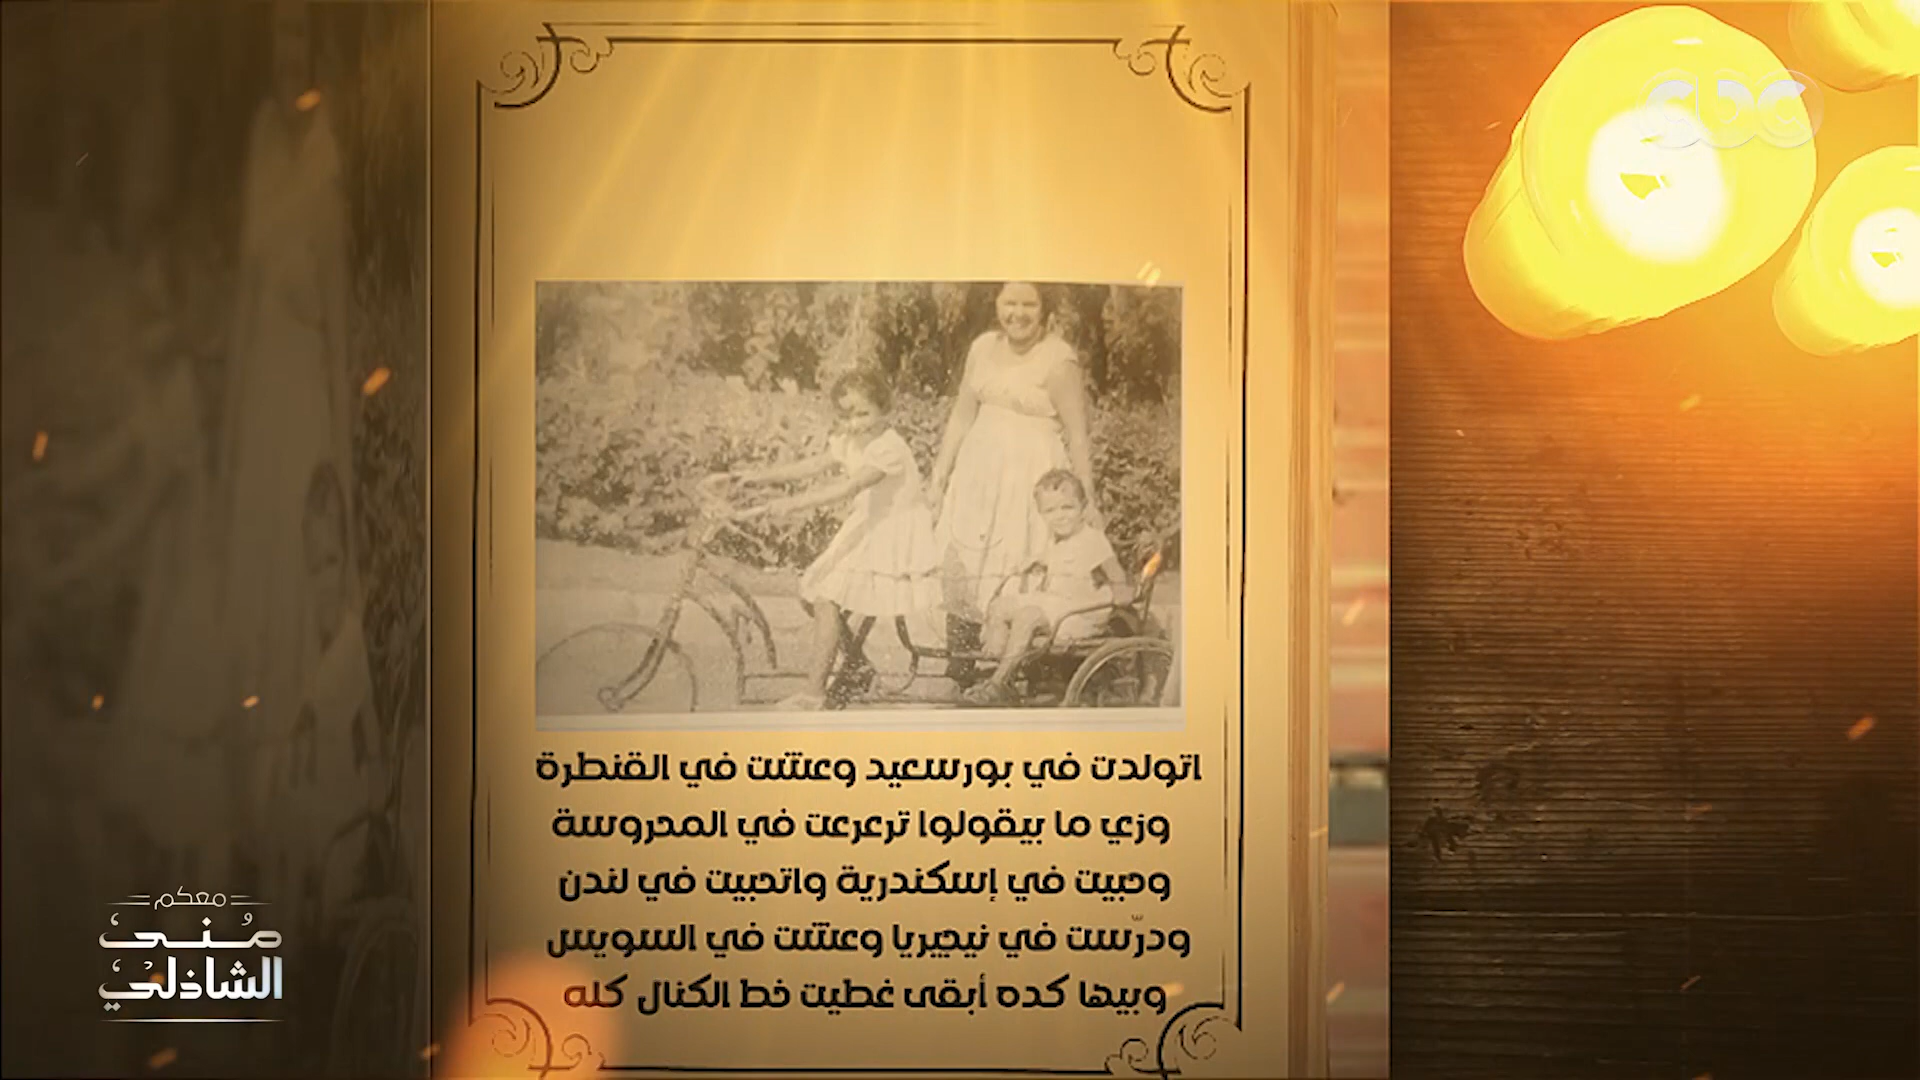 cbc
اتولدت في بورسعيد وعشت في القنطرة
وزي ما بيقولوا ترعرعت في المحروسة
وحبيت في إسكندرية واتحبيت في لندن
ودرّست في نيجيريا وعشت في السويس
وبيها كده أبقى غطيت خط الكنال كله
معكم
مُنى
الشاذلي